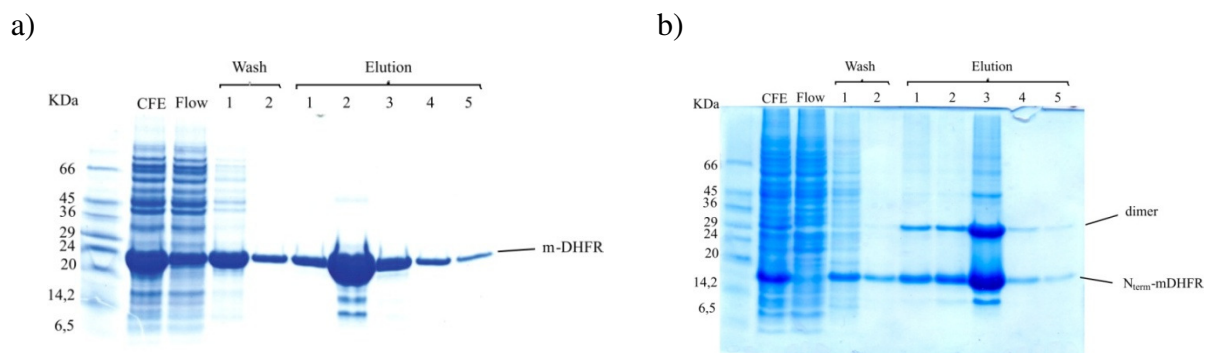 a)
Wash Elution
KDa CFE Flow 1 2 1 2 3 4 5
66
45
36
29
24
20
14,2
6,5
m-DHFR
b)
Wash Elution
KDa CFE Flow 1 2 1 2 3 4 5
66
45
36
29
24
20
14,2
6,5
dimer
Nterm-mDHFR